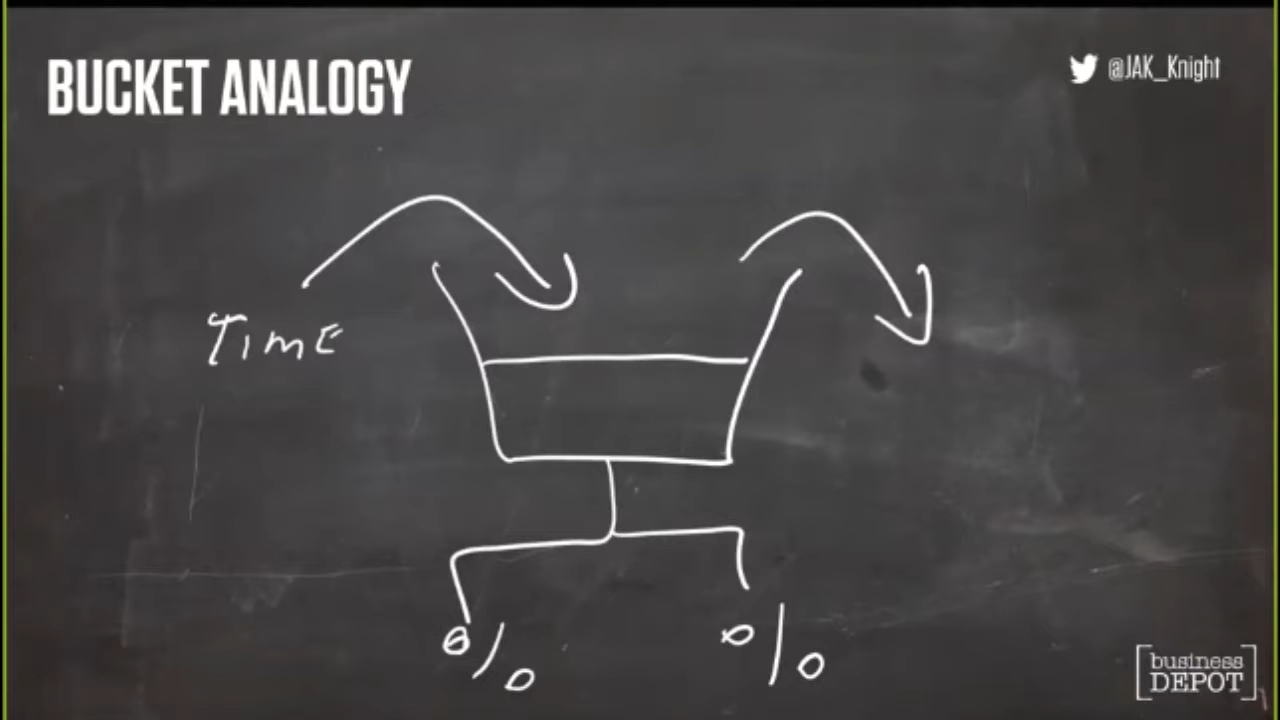 BUCKET ANALOGY
@JAK_Knight
TIME
%
%
business
DEPOT